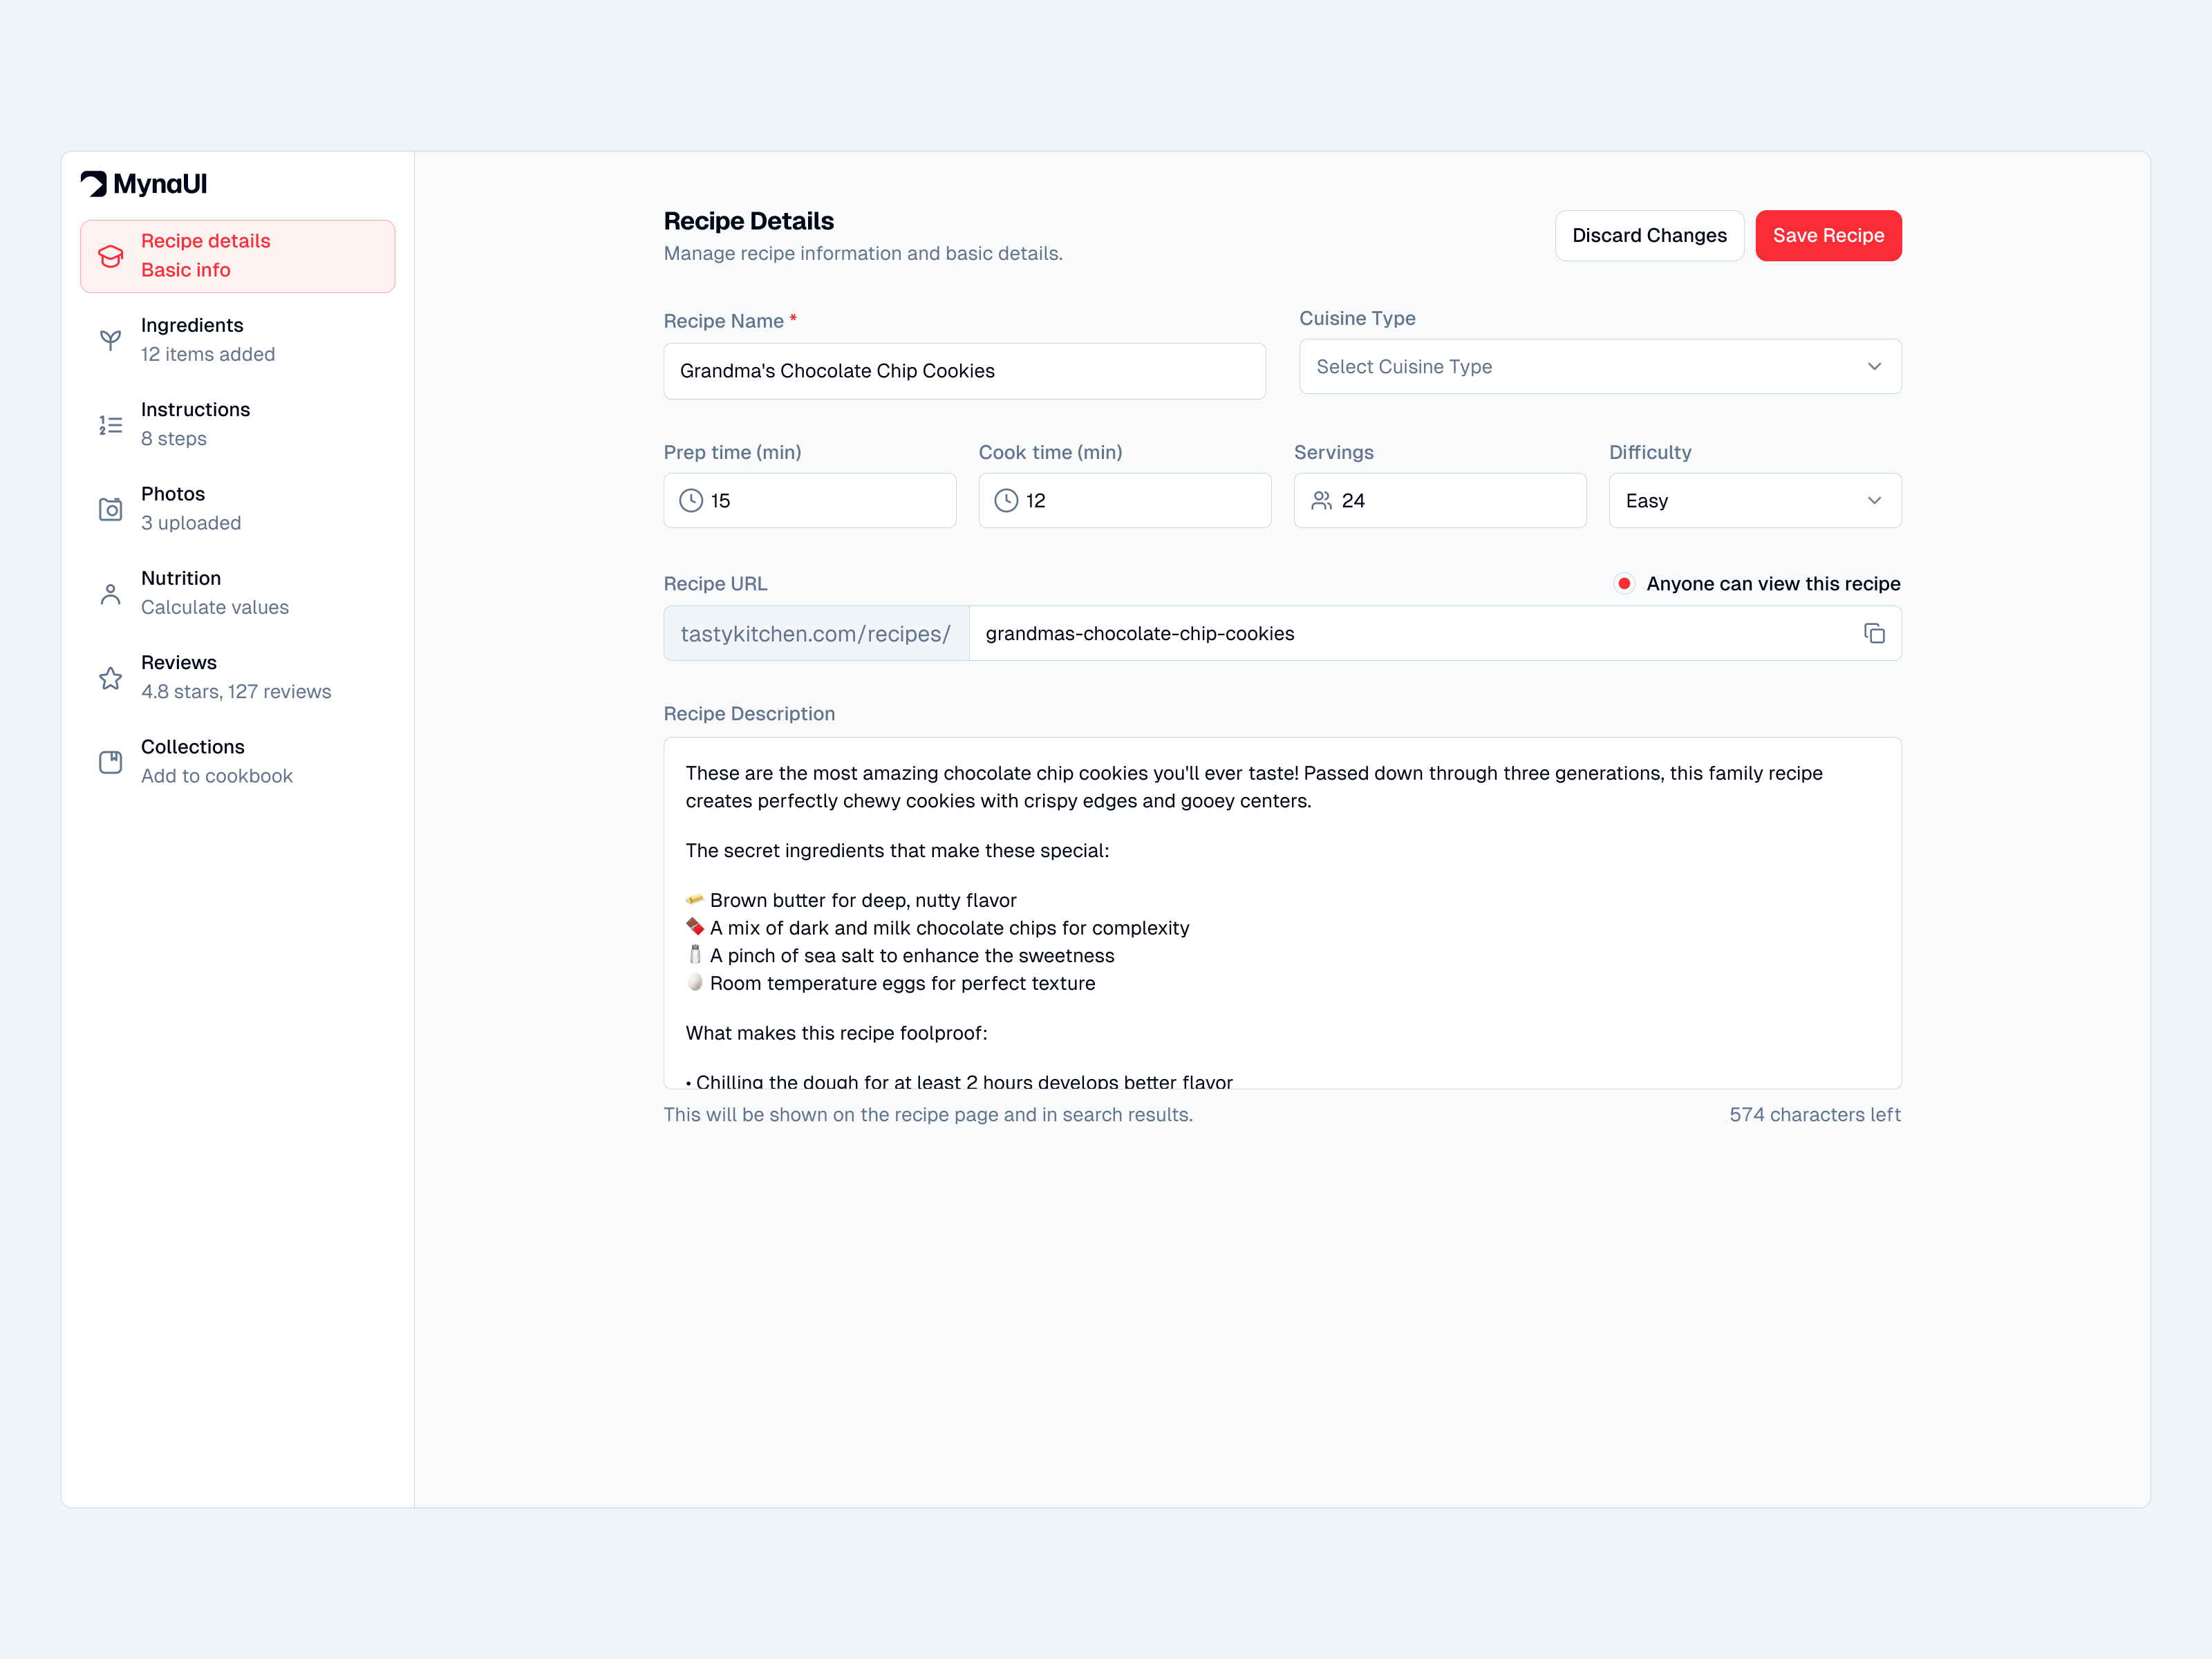 MynaUI
Recipe details
Basic info
Ingredients
12 items added
Instructions
8 steps
Photos
3 uploaded
Nutrition
Calculate values
Reviews
4.8 stars, 127 reviews
Collections
Add to cookbook
Recipe Details
Manage recipe information and basic details.
Discard Changes
Save Recipe
Recipe Name *
Grandma's Chocolate Chip Cookies
Cuisine Type
Select Cuisine Type
Prep time (min)
15
Cook time (min)
12
Servings
24
Difficulty
Easy
Recipe URL
Anyone can view this recipe
tastykitchen.com/recipes/
grandmas-chocolate-chip-cookies
Recipe Description
These are the most amazing chocolate chip cookies you'll ever taste! Passed down through three generations, this family recipe
creates perfectly chewy cookies with crispy edges and gooey centers.
The secret ingredients that make these special:
🧈 Brown butter for deep, nutty flavor
🍫 A mix of dark and milk chocolate chips for complexity
🧂 A pinch of sea salt to enhance the sweetness
🥚 Room temperature eggs for perfect texture
What makes this recipe foolproof:
• Chilling the dough for at least 2 hours develops better flavor
This will be shown on the recipe page and in search results.
574 characters left